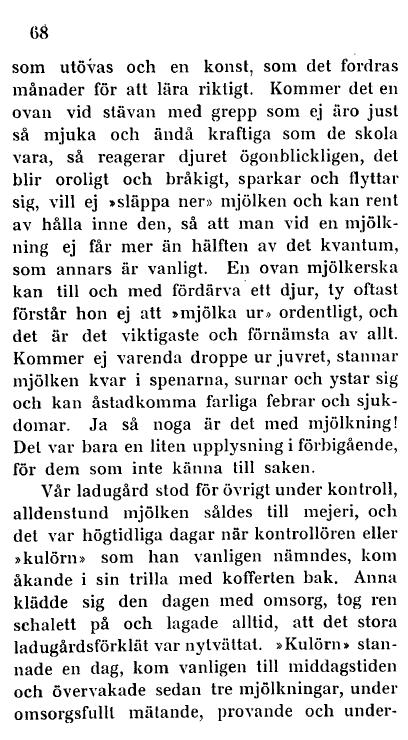 68
som utövas och en konst, som det fordras
månader för att lära riktigt. Kommer det en
ovan vid stävan med grepp som ej äro just
så mjuka och ändå kraftiga som de skola
vara, så reagerar djuret ögonblickligen, det
blir oroligt och bråkigt, sparkar och flyttar
sig, vill ej »släppa ner» mjölken och kan rent
av hålla inne den, så att man vid en mjölk-
ning ej får mer än hälften av det kvantum,
som annars är vanligt. En ovan mjölkerska
kan till och med fördärva ett djur, ty oftast
förstår hon ej att »mjölka ur» ordentligt, och
det är det viktigaste och förnämsta av allt.
Kommer ej varenda droppe ur juvret, stannar
mjölken kvar i spenarna, surnar och ystar sig
och kan åstadkomma farliga febrar och sjuk-
domar. Ja så noga är det med mjölkning!
Det var bara en liten upplysning i förbigående,
för dem som inte känna till saken.
Vår ladugård stod för övrigt under kontroll,
alldenstund mjölken såldes till mejeri, och
det var högtidliga dagar när kontrollören eller
»kulörn» som han vanligen nämndes, kom
åkande i sin trilla med kofferten bak. Anna
klädde sig den dagen med omsorg, tog ren
schalett på och lagade alltid, att det stora
ladugårdsförklät var nytvättat. »Kulörn» stan-
nade en dag, kom vanligen till middagstiden
och övervakade sedan tre mjölkningar, under
omsorgsfullt mätande, provande och under-